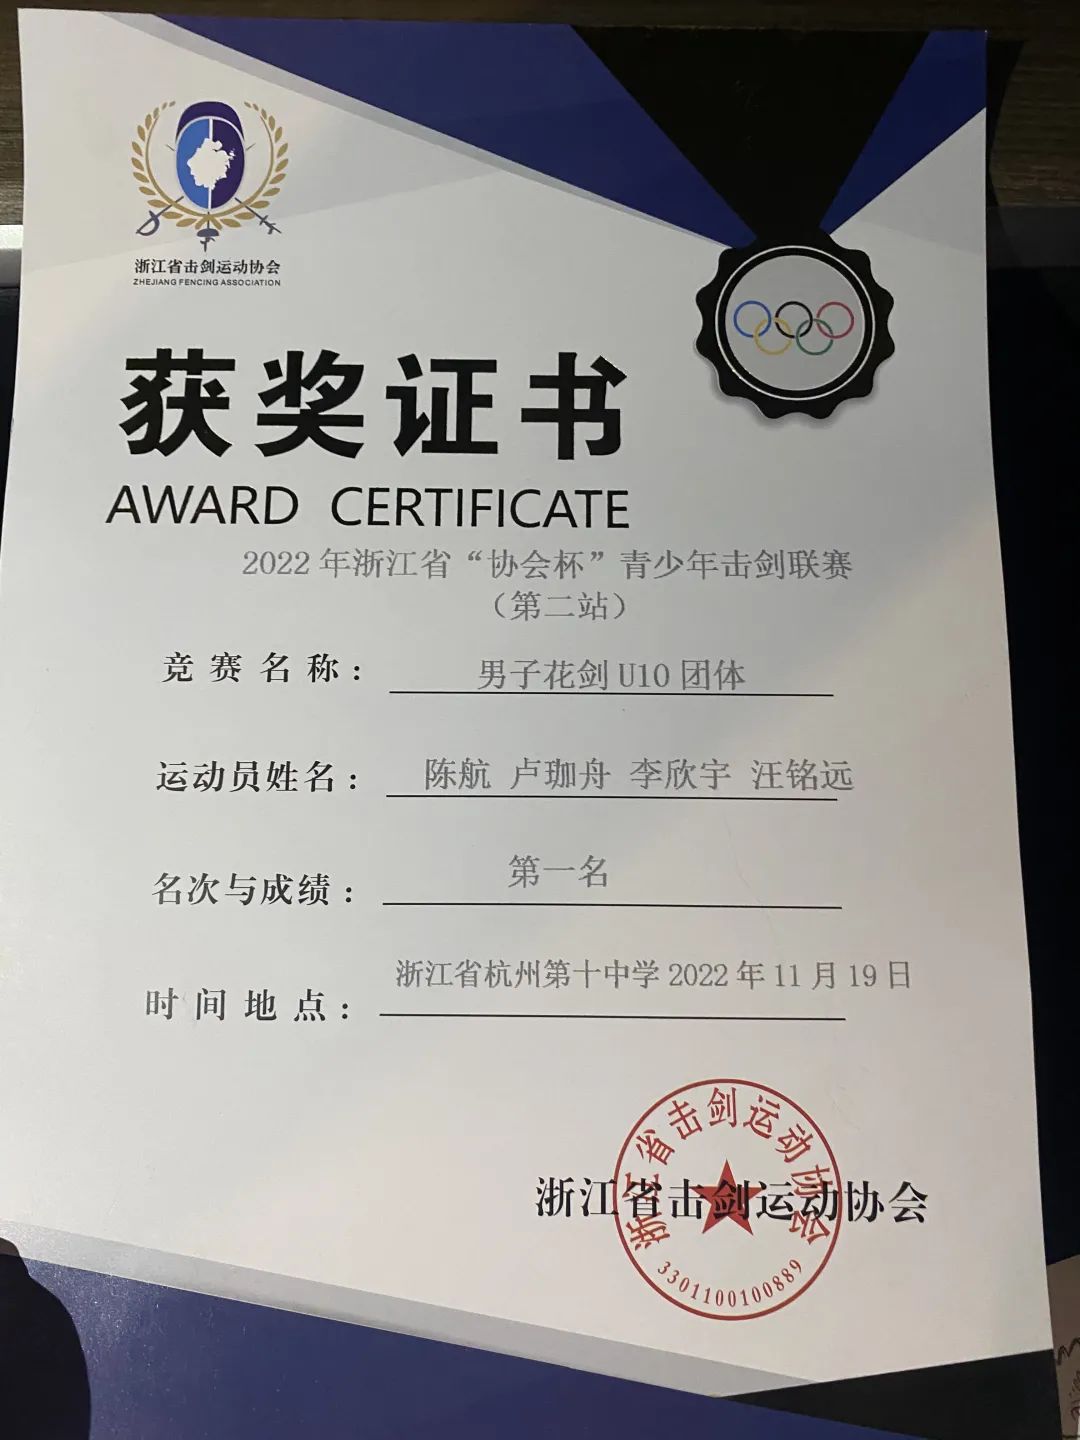 浙江省击剑运动协会
ZHEJIANG FENCING ASSOCIATION
获奖证书
AWARD CERTIFICATE
2022 年浙江省“协会杯”青少年击剑联赛
（第二站）
竞赛名称： 男子花剑 U10 团体
运动员姓名： 陈航 卢珈舟 李欣宇 汪铭远
名次与成绩： 第一名
时间地点： 浙江省杭州第十中学 2022 年 11 月 19 日
浙江省击剑运动协会
浙江省击剑运动协会
3301100100889